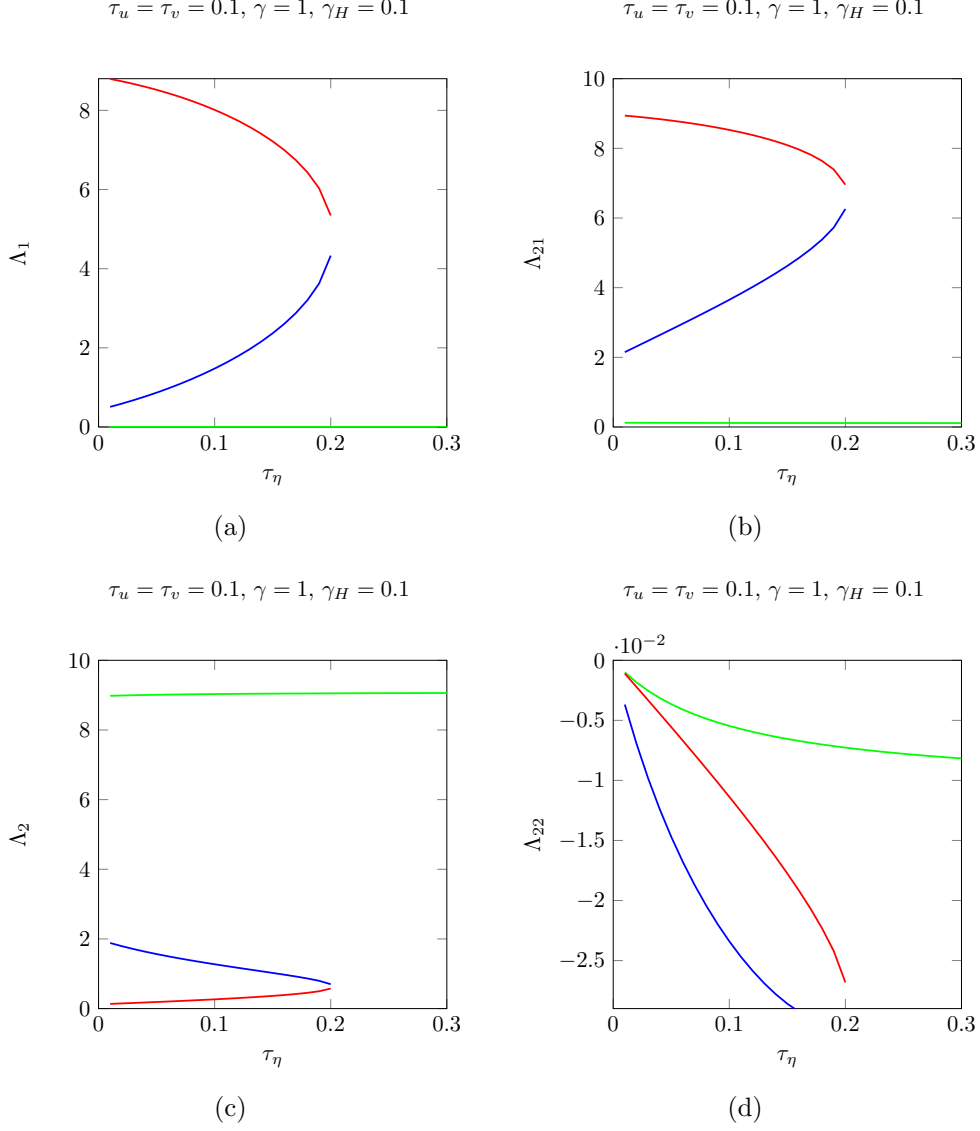 τ_u = τ_v = 0.1, γ = 1, γ_H = 0.1
8
6
4
2
0
Λ_1
0 0.1 0.2 0.3
τ_η
(a)
τ_u = τ_v = 0.1, γ = 1, γ_H = 0.1
10
8
6
4
2
0
Λ_21
0 0.1 0.2 0.3
τ_η
(b)
τ_u = τ_v = 0.1, γ = 1, γ_H = 0.1
10
8
6
4
2
0
Λ_2
0 0.1 0.2 0.3
τ_η
(c)
τ_u = τ_v = 0.1, γ = 1, γ_H = 0.1
·10^−2
0
−0.5
−1
−1.5
−2
−2.5
Λ_22
0 0.1 0.2 0.3
τ_η
(d)